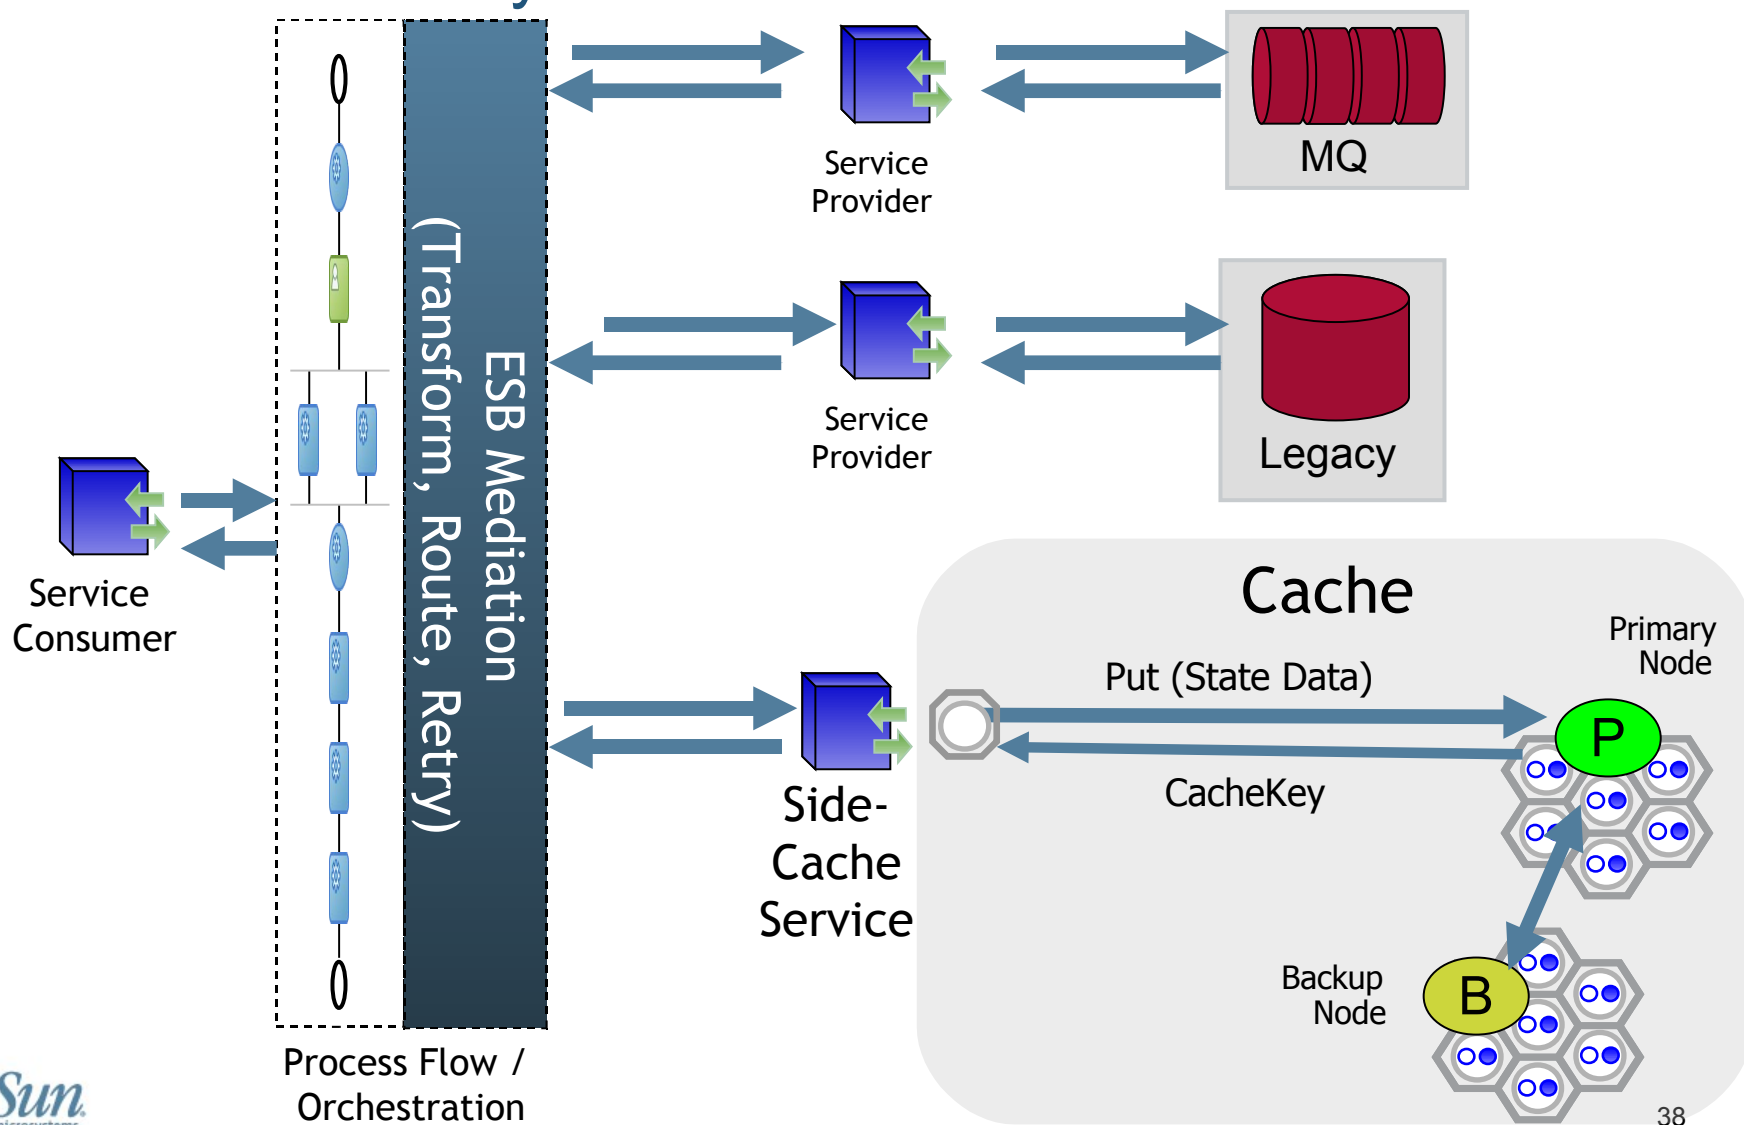 Service
Provider
MQ
Service
Provider
Legacy
ESB Mediation
(Transform, Route, Retry)
Service
Consumer
Cache
Primary
Node
Put (State Data)
P
CacheKey
Side-
Cache
Service
Backup
Node
B
Process Flow /
Orchestration
Sun
microsystems
38